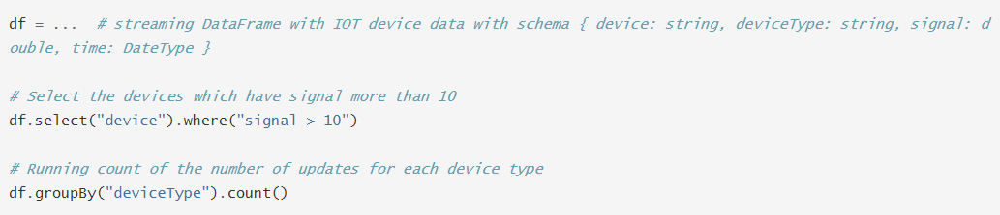 df = ...  # streaming DataFrame with IOT device data with schema { device: string, deviceType: string, signal: d
ouble, time: DateType }
# Select the devices which have signal more than 10
df.select("device").where("signal > 10")
# Running count of the number of updates for each device type
df.groupBy("deviceType").count()